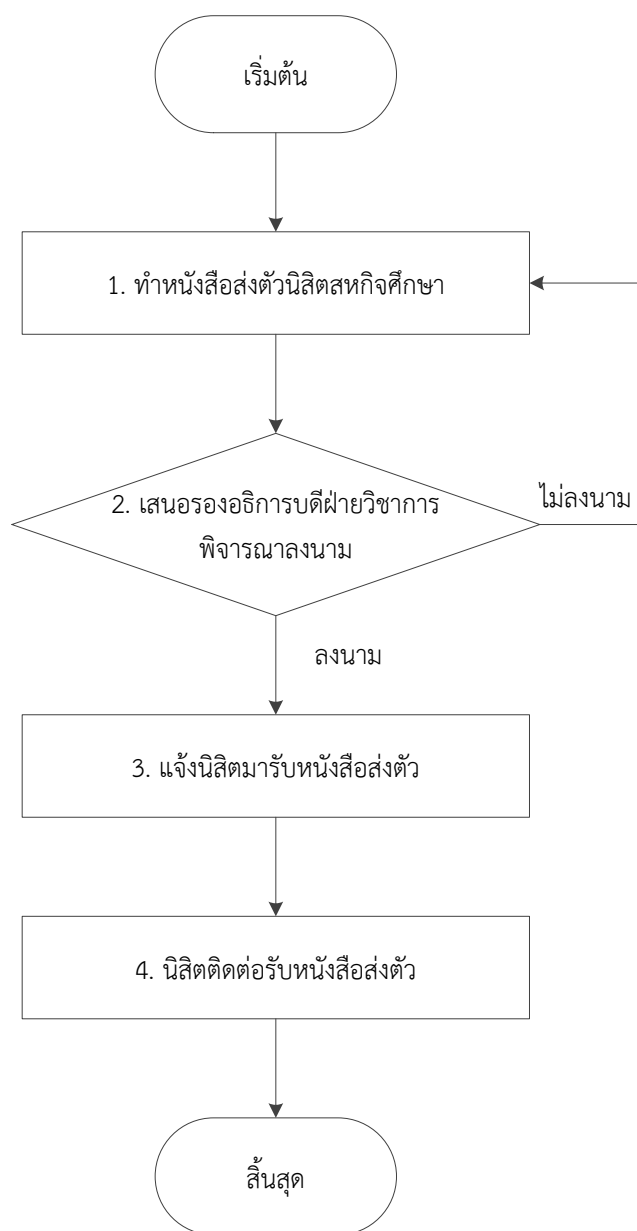 เริ่มต้น
1. ทำหนังสือส่งตัวนิสิตสหกิจศึกษา
2. เสนอรองอธิการบดีฝ่ายวิชาการ
พิจารณาลงนาม
ไม่ลงนาม
ลงนาม
3. แจ้งนิสิตมารับหนังสือส่งตัว
4. นิสิตติดต่อรับหนังสือส่งตัว
สิ้นสุด